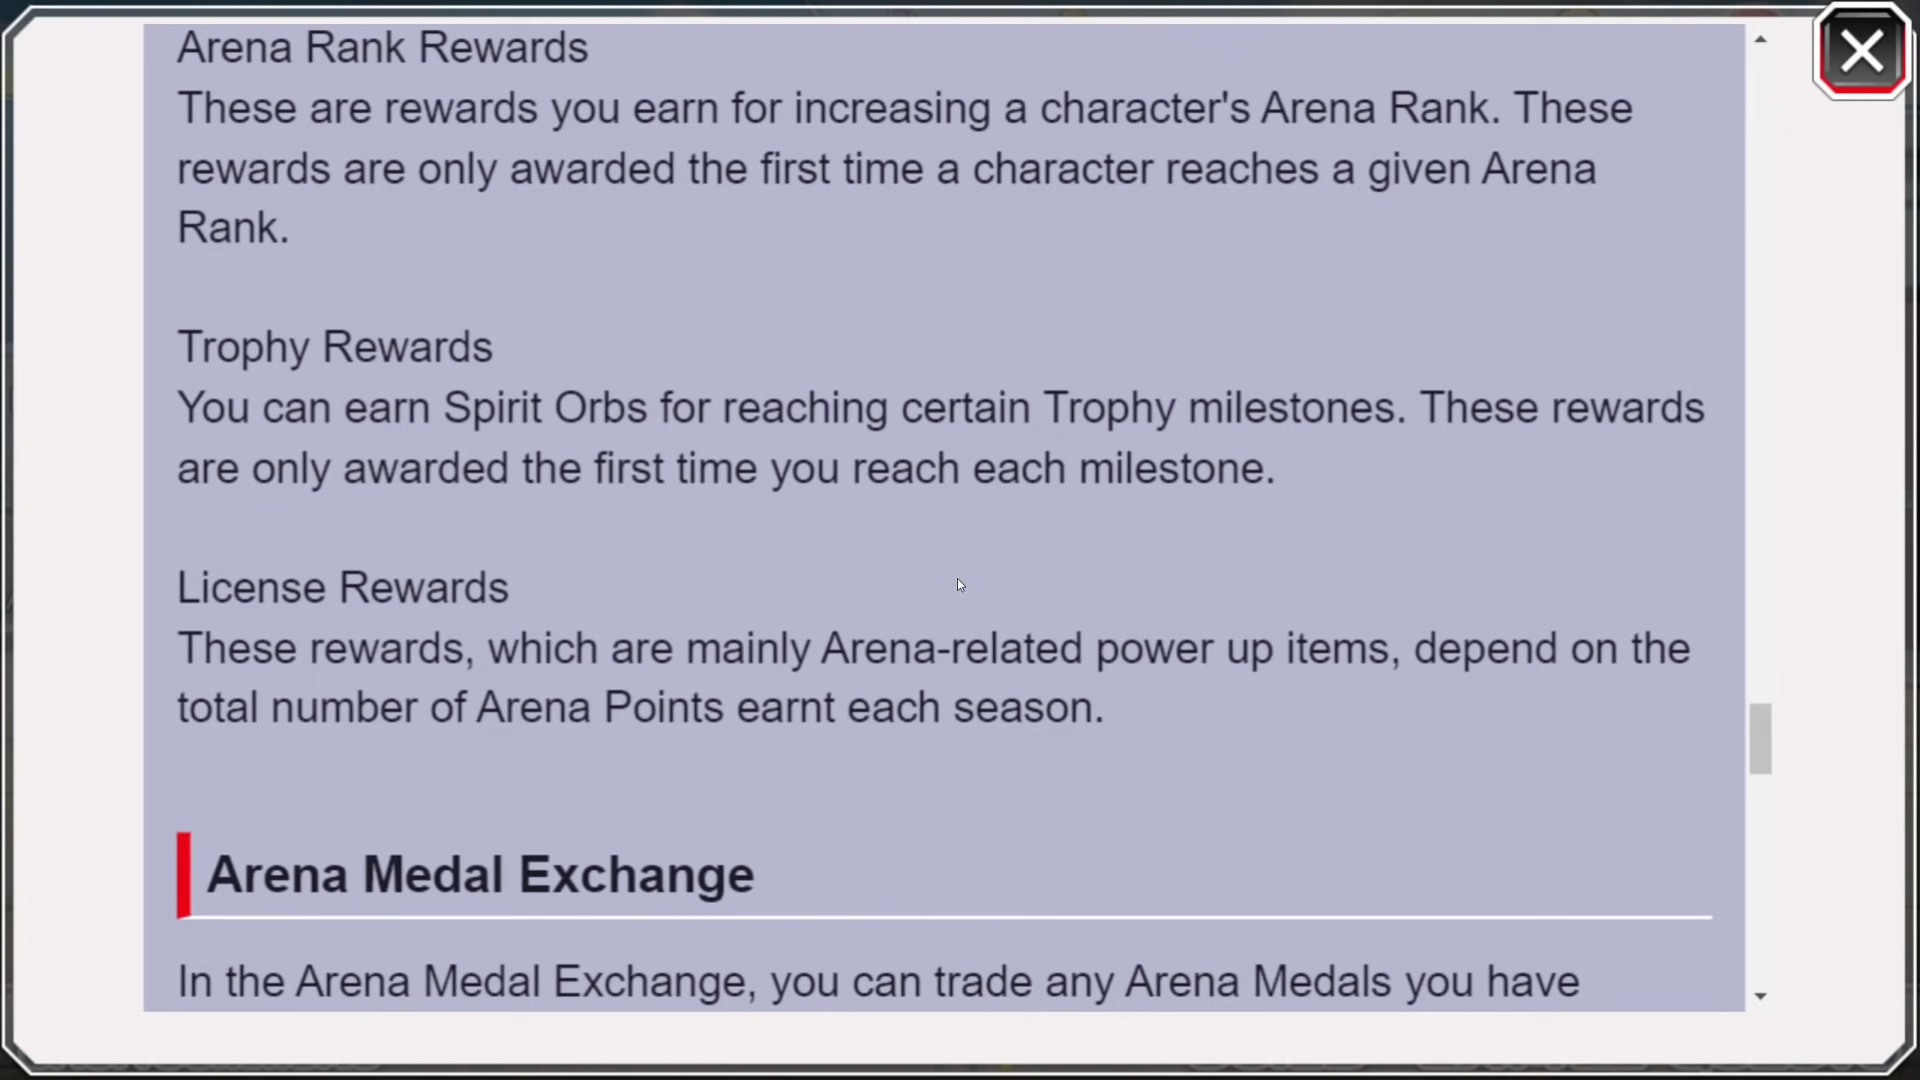 Arena Rank Rewards
These are rewards you earn for increasing a character's Arena Rank. These
rewards are only awarded the first time a character reaches a given Arena
Rank.
Trophy Rewards
You can earn Spirit Orbs for reaching certain Trophy milestones. These rewards
are only awarded the first time you reach each milestone.
License Rewards
These rewards, which are mainly Arena-related power up items, depend on the
total number of Arena Points earnt each season.
Arena Medal Exchange
In the Arena Medal Exchange, you can trade any Arena Medals you have